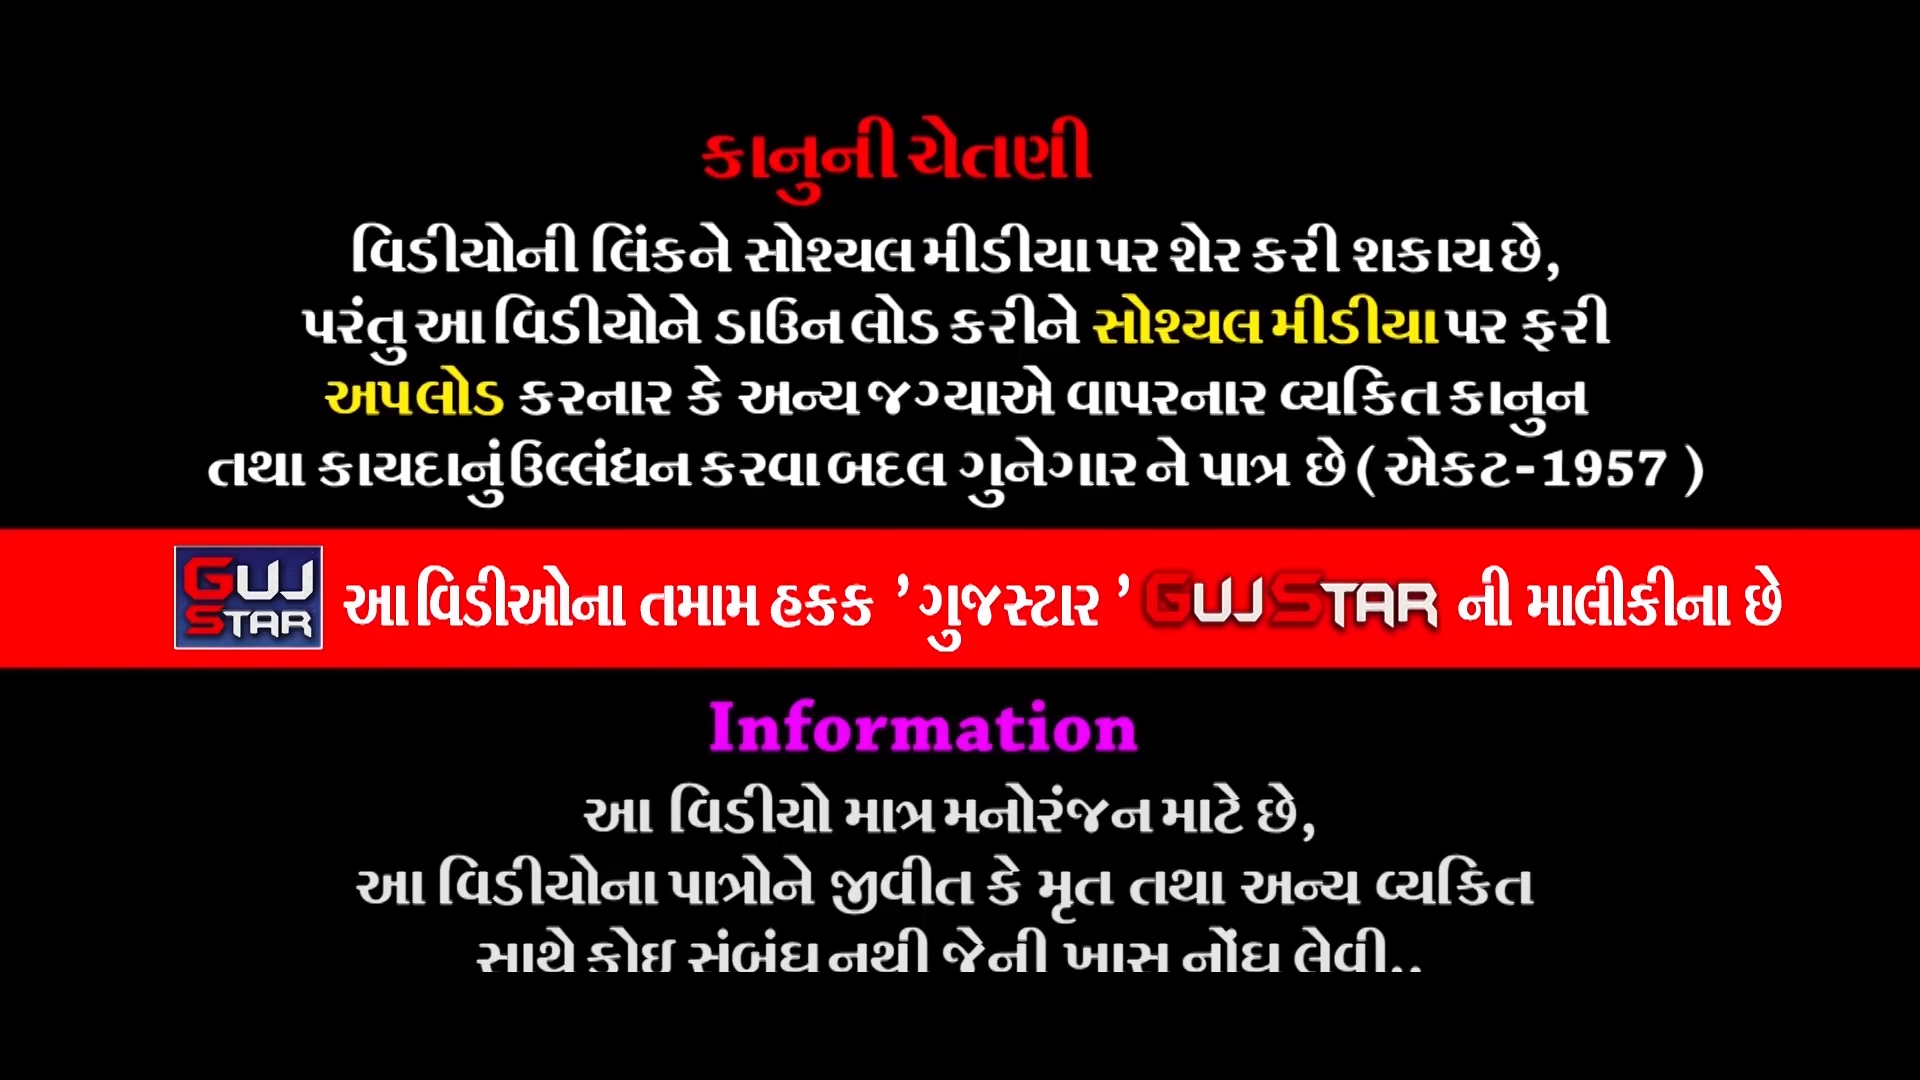 કાનુની ચેતણી
વિડીયોની લિંકને સોશ્યલ મીડીયા પર શેર કરી શકાય છે,
પરંતુ આ વિડીયોને ડાઉન લોડ કરીને સોશ્યલ મીડીયા પર ફરી
અપલોડ કરનાર કે અન્ય જગ્યાએ વાપરનાર વ્યકિત કાનુન
તથા કાયદાનું ઉલ્લંઘન કરવા બદલ ગુનેગાર ને પાત્ર છે ( એકટ-1957 )
GUJ
STAR
આ વિડીઓના તમામ હકક ’ ગુજસ્ટાર ’ GUJ STAR ની માલીકીના છે
Information
આ વિડીયો માત્ર મનોરંજન માટે છે,
આ વિડીયોના પાત્રોને જીવીત કે મૃત તથા અન્ય વ્યકિત
સાથે કોઇ સંબંધ નથી જેની ખાસ નોંધ લેવી..